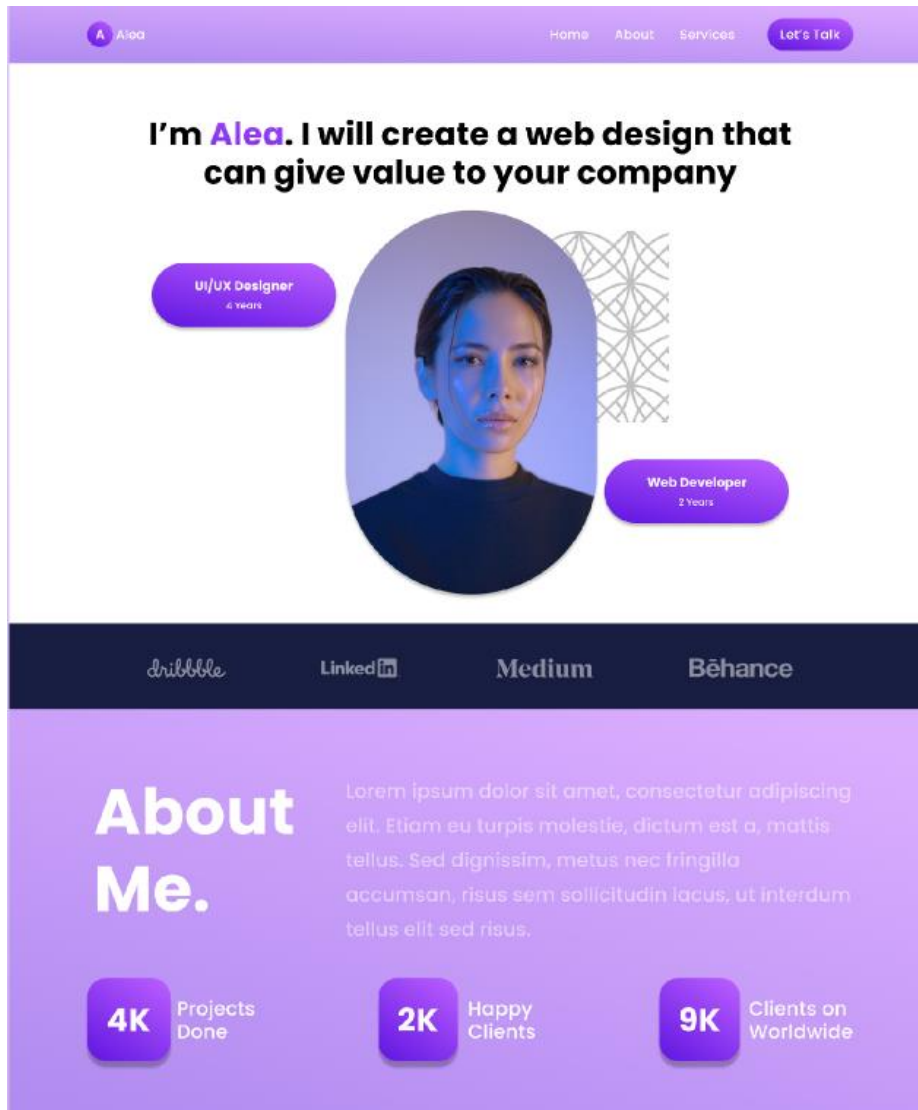 A Alea
Home About Services Let's Talk
I'm Alea. I will create a web design that
can give value to your company
UI/UX Designer
4 Years
Web Developer
2 Years
dribbble LinkedIn Medium Bēhance
About
Me.
Lorem ipsum dolor sit amet, consectetur adipiscing
elit. Etiam eu turpis molestie, dictum est a, mattis
tellus. Sed dignissim, metus nec fringilla
accumsan, risus sem sollicitudin lacus, ut interdum
tellus elit sed risus.
4K Projects
Done
2K Happy
Clients
9K Clients on
Worldwide